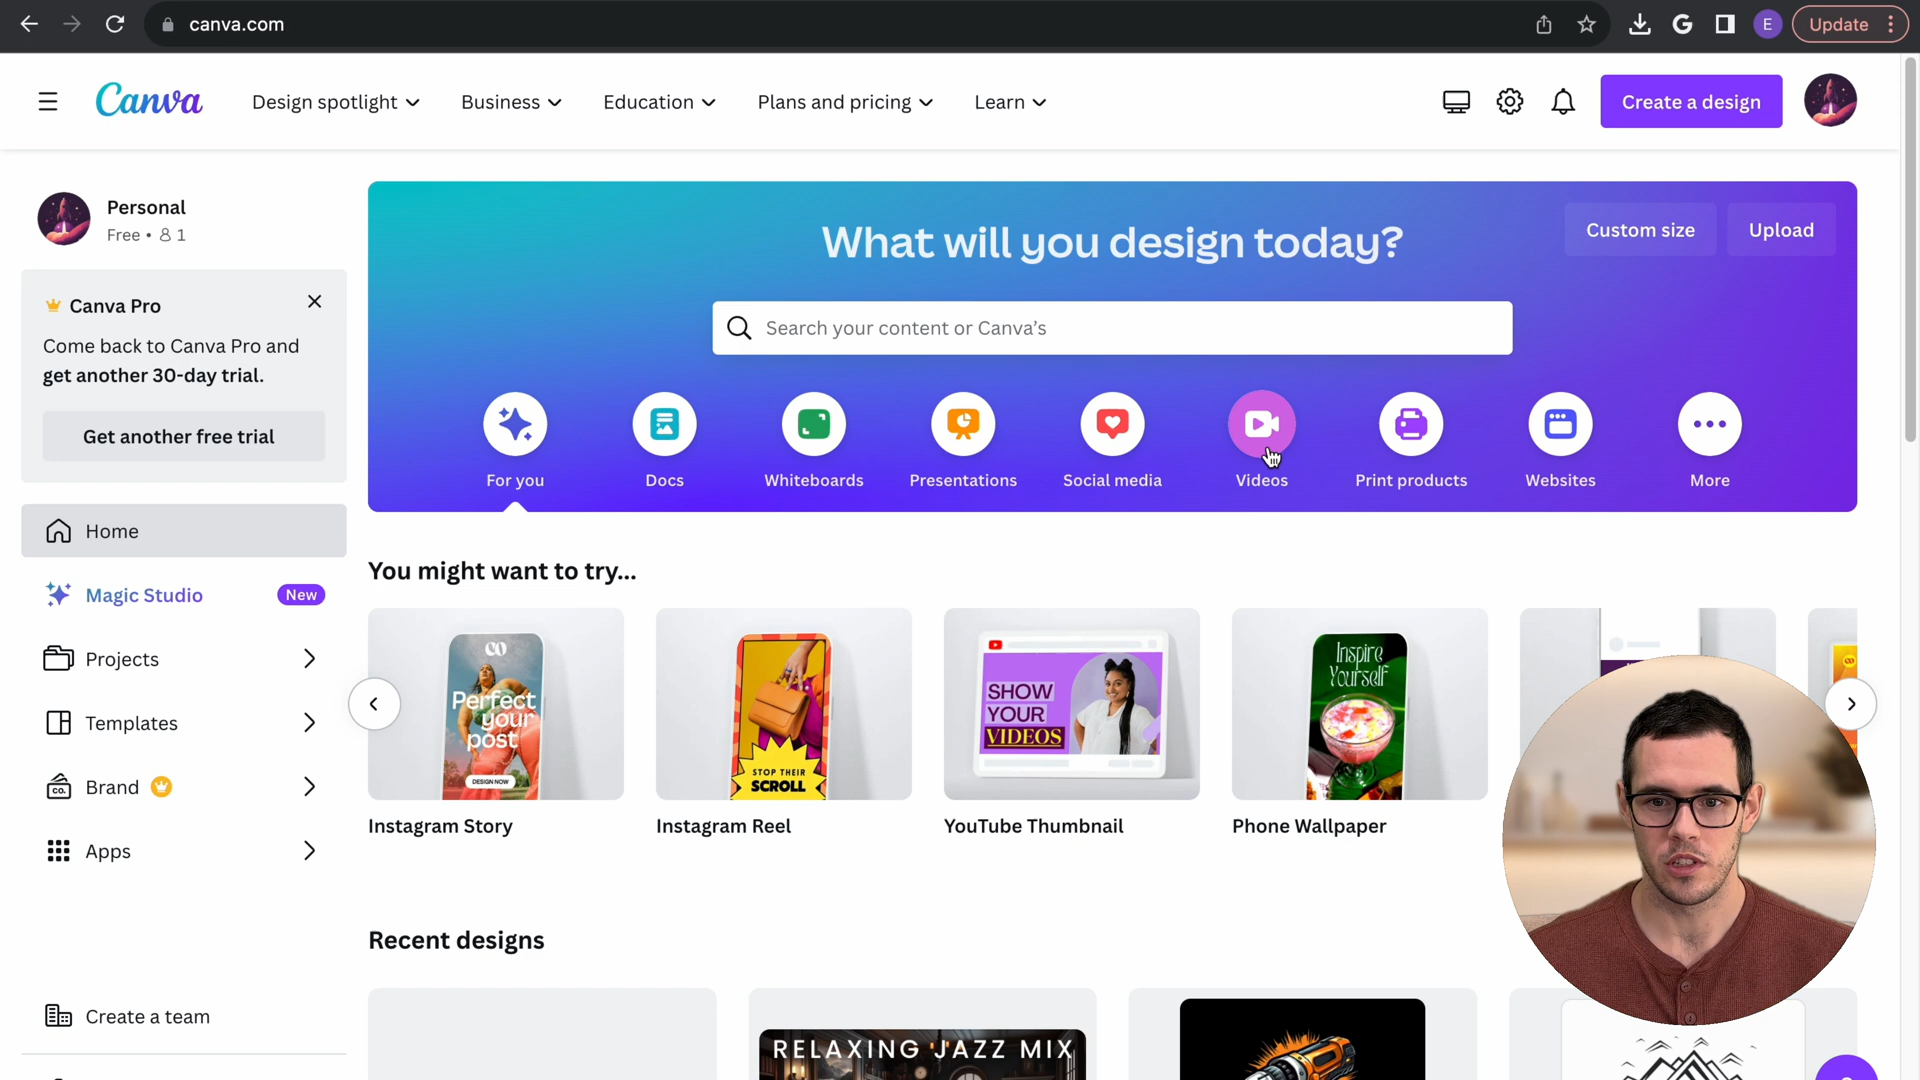 canva.com
E
Update
Canva
Design spotlight
Business
Education
Plans and pricing
Learn
Create a design
Personal
Free • 1
Canva Pro
Come back to Canva Pro and
get another 30-day trial.
Get another free trial
Home
Magic Studio
New
Projects
Templates
CO.
Brand
Apps
Create a team
What will you design today?
Custom size
Upload
Search your content or Canva's
For you
Docs
Whiteboards
Presentations
Social media
Videos
Print products
Websites
More
You might want to try...
Perfect
your
post
DESIGN NOW
STOP THEIR
SCROLL
SHOW
YOUR
VIDEOS
Inspire
Yourself
Instagram Story
Instagram Reel
YouTube Thumbnail
Phone Wallpaper
Recent designs
RELAXING JAZZ MIX